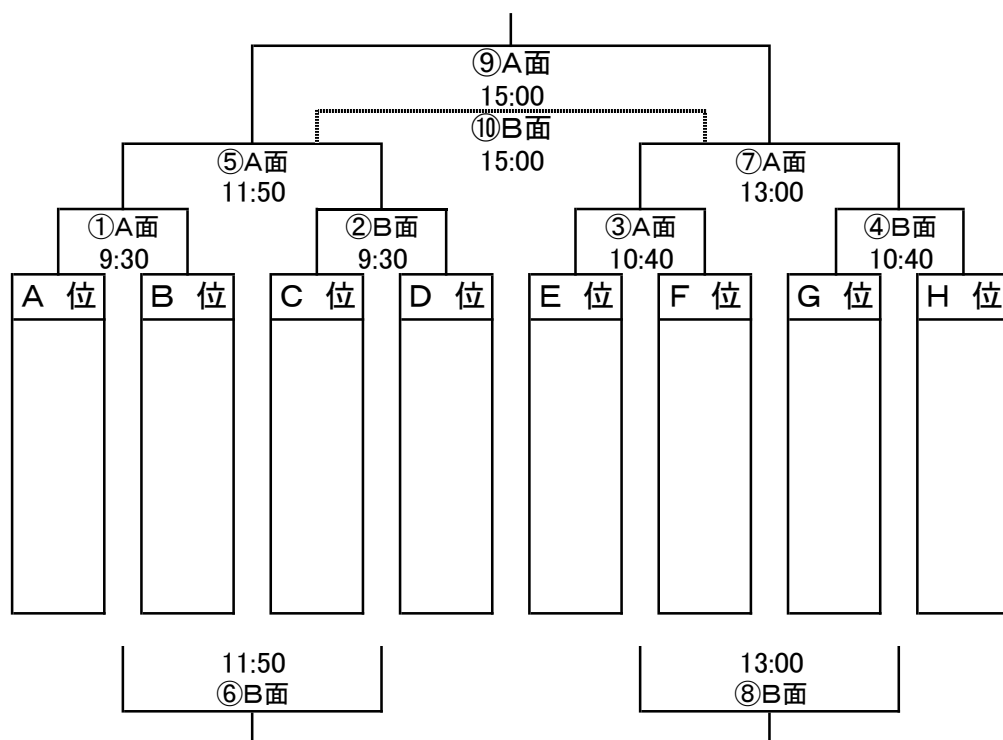 ⑨A面
15:00
⑩B面
15:00
⑤A面
11:50
⑦A面
13:00
①A面
9:30
②B面
9:30
③A面
10:40
④B面
10:40
A 位
B 位
C 位
D 位
E 位
F 位
G 位
H 位
11:50
⑥B面
13:00
⑧B面